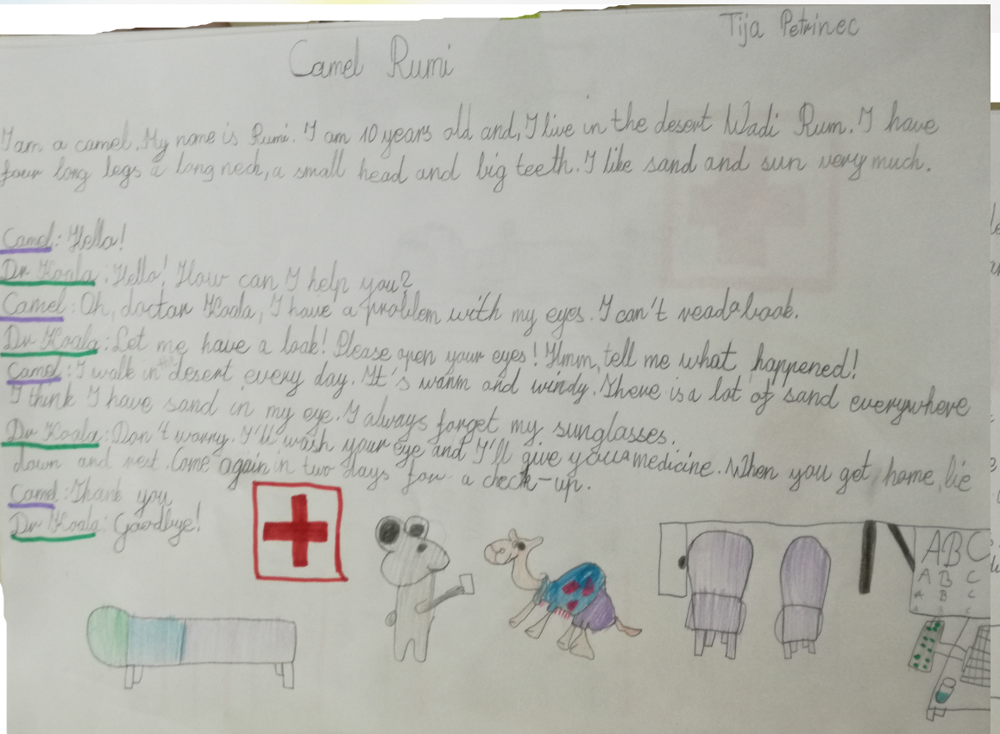 Tija Petrinec
Camel Rumi
I am a camel. My name is Rumi. I am 10 years old and, I live in the desert Wadi Rum. I have
four long legs a long neck, a small head and big teeth. I like sand and sun very much.
Camel: Hello!
Dr Koala: Hello! How can I help you?
Camel: Oh, doctor Koala, I have a problem with my eyes. I can't read a book.
Dr Koala: Let me have a look! Please open your eyes! Hmm, tell me what happened!
Camel: I walk in the desert every day. It's warm and windy. There is a lot of sand everywhere
I think I have sand in my eye. I always forget my sunglasses.
Dr Koala: Don't worry. I'll wash your eye and I'll give you a medicine. When you get home, lie
down and rest. Come again in two days for a check-up.
Camel: Thank you
Dr Koala: Goodbye!
ABC
A B C
A B C